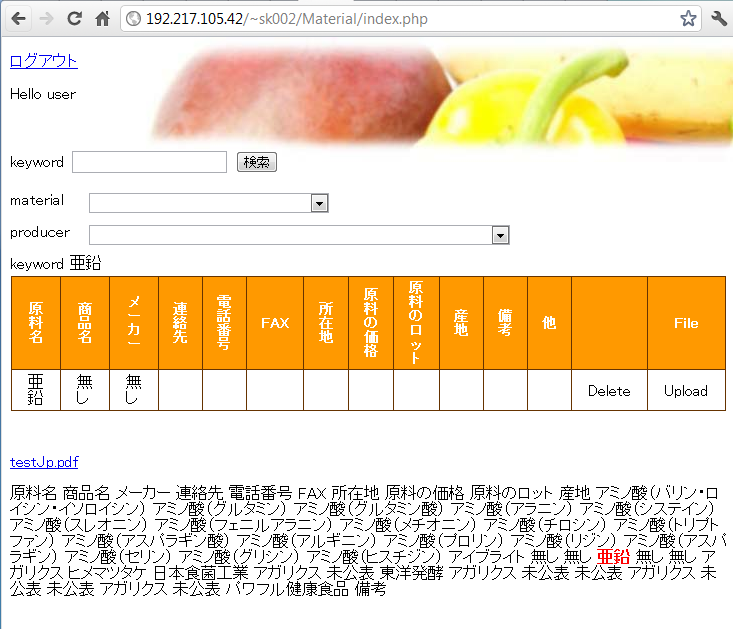 192.217.105.42/~sk002/Material/index.php
ログアウト
Hello user
keyword 検索
material
producer
keyword 亜鉛
原料名 商品名 メーカー 連絡先 電話番号 FAX 所在地 原料の価格 原料のロット 産地 備考 他 File
亜鉛 無し 無し Delete Upload
testJp.pdf
原料名 商品名 メーカー 連絡先 電話番号 FAX 所在地 原料の価格 原料のロット 産地 アミノ酸（バリン・ロ
イシン・イソロイシン） アミノ酸（グルタミン） アミノ酸（グルタミン酸） アミノ酸（アラニン） アミノ酸（システイン）
アミノ酸（スレオニン） アミノ酸（フェニルアラニン） アミノ酸（メチオニン） アミノ酸（チロシン） アミノ酸（トリプト
ファン） アミノ酸（アスパラギン酸） アミノ酸（アルギニン） アミノ酸（プロリン） アミノ酸（リジン） アミノ酸（アスパ
ラギン） アミノ酸（セリン） アミノ酸（グリシン） アミノ酸（ヒスチジン） アイブライト 無し 無し 亜鉛 無し 無し ア
ガリクス ヒメマツタケ 日本食菌工業 アガリクス 未公表 東洋発酵 アガリクス 未公表 未公表 アガリクス 未
公表 未公表 アガリクス 未公表 未公表 パワフル健康食品 備考